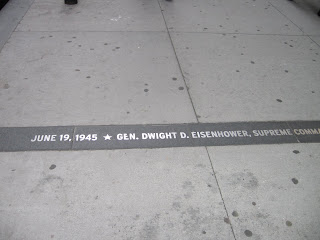 JUNE 19, 1945 ★ GEN. DWIGHT D. EISENHOWER, SUPREME COMMA